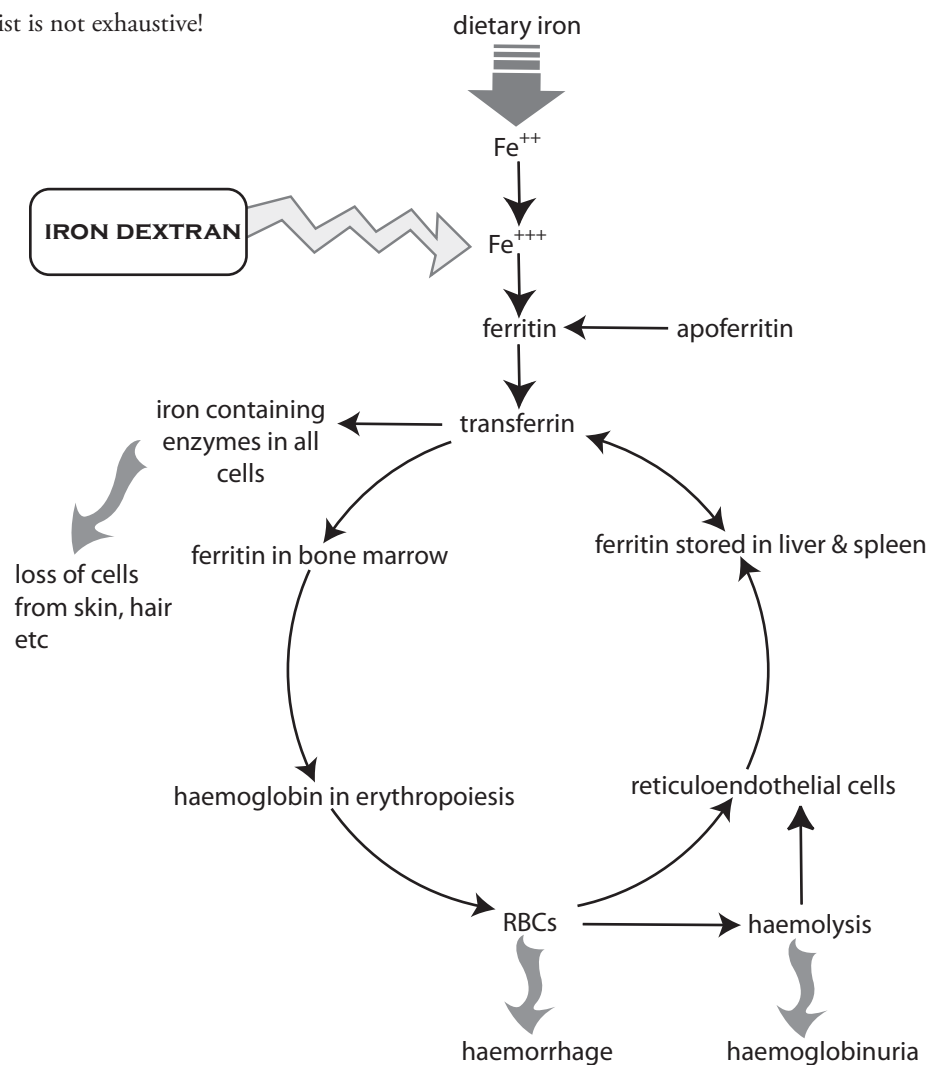 ist is not exhaustive!
dietary iron
Fe++
IRON DEXTRAN
Fe+++
ferritin
apoferritin
transferrin
iron containing
enzymes in all
cells
ferritin in bone marrow
ferritin stored in liver & spleen
loss of cells
from skin, hair
etc
haemoglobin in erythropoiesis
reticuloendothelial cells
RBCs
haemolysis
haemorrhage
haemoglobinuria